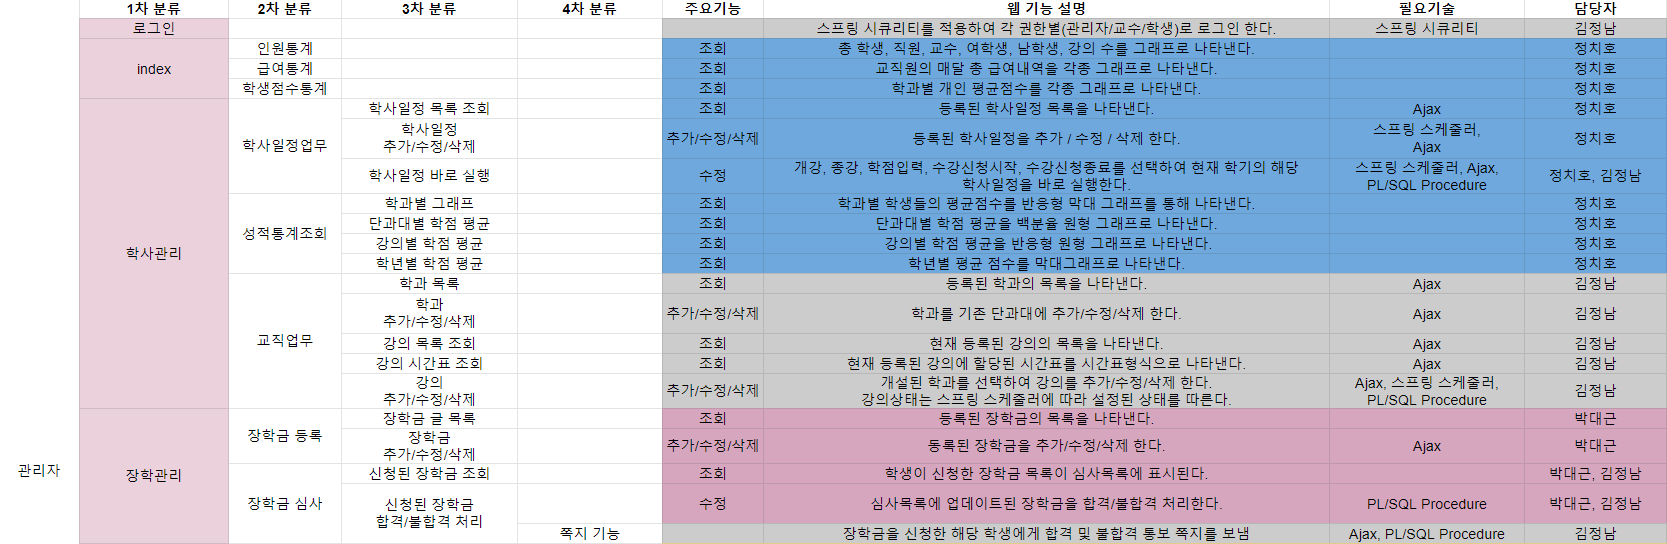 1차 분류 2차 분류 3차 분류 4차 분류 주요기능 웹 기능 설명 필요기술 담당자
로그인 스프링 시큐리티를 적용하여 각 권한별(관리자/교수/학생)로 로그인 한다. 스프링 시큐리티 김정남
index
인원통계 조회 총 학생, 직원, 교수, 여학생, 남학생, 강의 수를 그래프로 나타낸다. 정치호
급여통계 조회 교직원의 매달 총 급여내역을 각종 그래프로 나타낸다. 정치호
학생점수통계 조회 학과별 개인 평균점수를 각종 그래프로 나타낸다. 정치호
학사관리
학사일정업무
학사일정 목록 조회 조회 등록된 학사일정 목록을 나타낸다. Ajax 정치호
학사일정
추가/수정/삭제
추가/수정/삭제 등록된 학사일정을 추가 / 수정 / 삭제 한다.
스프링 스케줄러,
Ajax
정치호
학사일정 바로 실행 수정
개강, 종강, 학점입력, 수강신청시작, 수강신청종료를 선택하여 현재 학기의 해당
학사일정을 바로 실행한다.
스프링 스케줄러, Ajax,
PL/SQL Procedure
정치호, 김정남
성적통계조회
학과별 그래프 조회 학과별 학생들의 평균점수를 반응형 막대 그래프를 통해 나타낸다. 정치호
단과대별 학점 평균 조회 단과대별 학점 평균을 백분율 원형 그래프로 나타낸다. 정치호
강의별 학점 평균 조회 강의별 학점 평균을 반응형 원형 그래프로 나타낸다. 정치호
학년별 학점 평균 조회 학년별 평균 점수를 막대그래프로 나타낸다. 정치호
교직업무
학과 목록 조회 등록된 학과의 목록을 나타낸다. Ajax 김정남
학과
추가/수정/삭제
추가/수정/삭제 학과를 기존 단과대에 추가/수정/삭제 한다. Ajax 김정남
강의 목록 조회 조회 현재 등록된 강의의 목록을 나타낸다. Ajax 김정남
강의 시간표 조회 조회 현재 등록된 강의에 할당된 시간표를 시간표형식으로 나타낸다. Ajax 김정남
강의
추가/수정/삭제
추가/수정/삭제
개설된 학과를 선택하여 강의를 추가/수정/삭제 한다.
강의상태는 스프링 스케줄러에 따라 설정된 상태를 따른다.
Ajax, 스프링 스케줄러,
PL/SQL Procedure
김정남
관리자
장학관리
장학금 등록
장학금 글 목록 조회 등록된 장학금의 목록을 나타낸다. 박대근
장학금
추가/수정/삭제
추가/수정/삭제 등록된 장학금을 추가/수정/삭제 한다. Ajax 박대근
장학금 심사
신청된 장학금 조회 조회 학생이 신청한 장학금 목록이 심사목록에 표시된다. 박대근, 김정남
신청된 장학금
합격/불합격 처리
수정 심사목록에 업데이트된 장학금을 합격/불합격 처리한다. PL/SQL Procedure 박대근, 김정남
쪽지 기능 장학금을 신청한 해당 학생에게 합격 및 불합격 통보 쪽지를 보냄 Ajax, PL/SQL Procedure 김정남